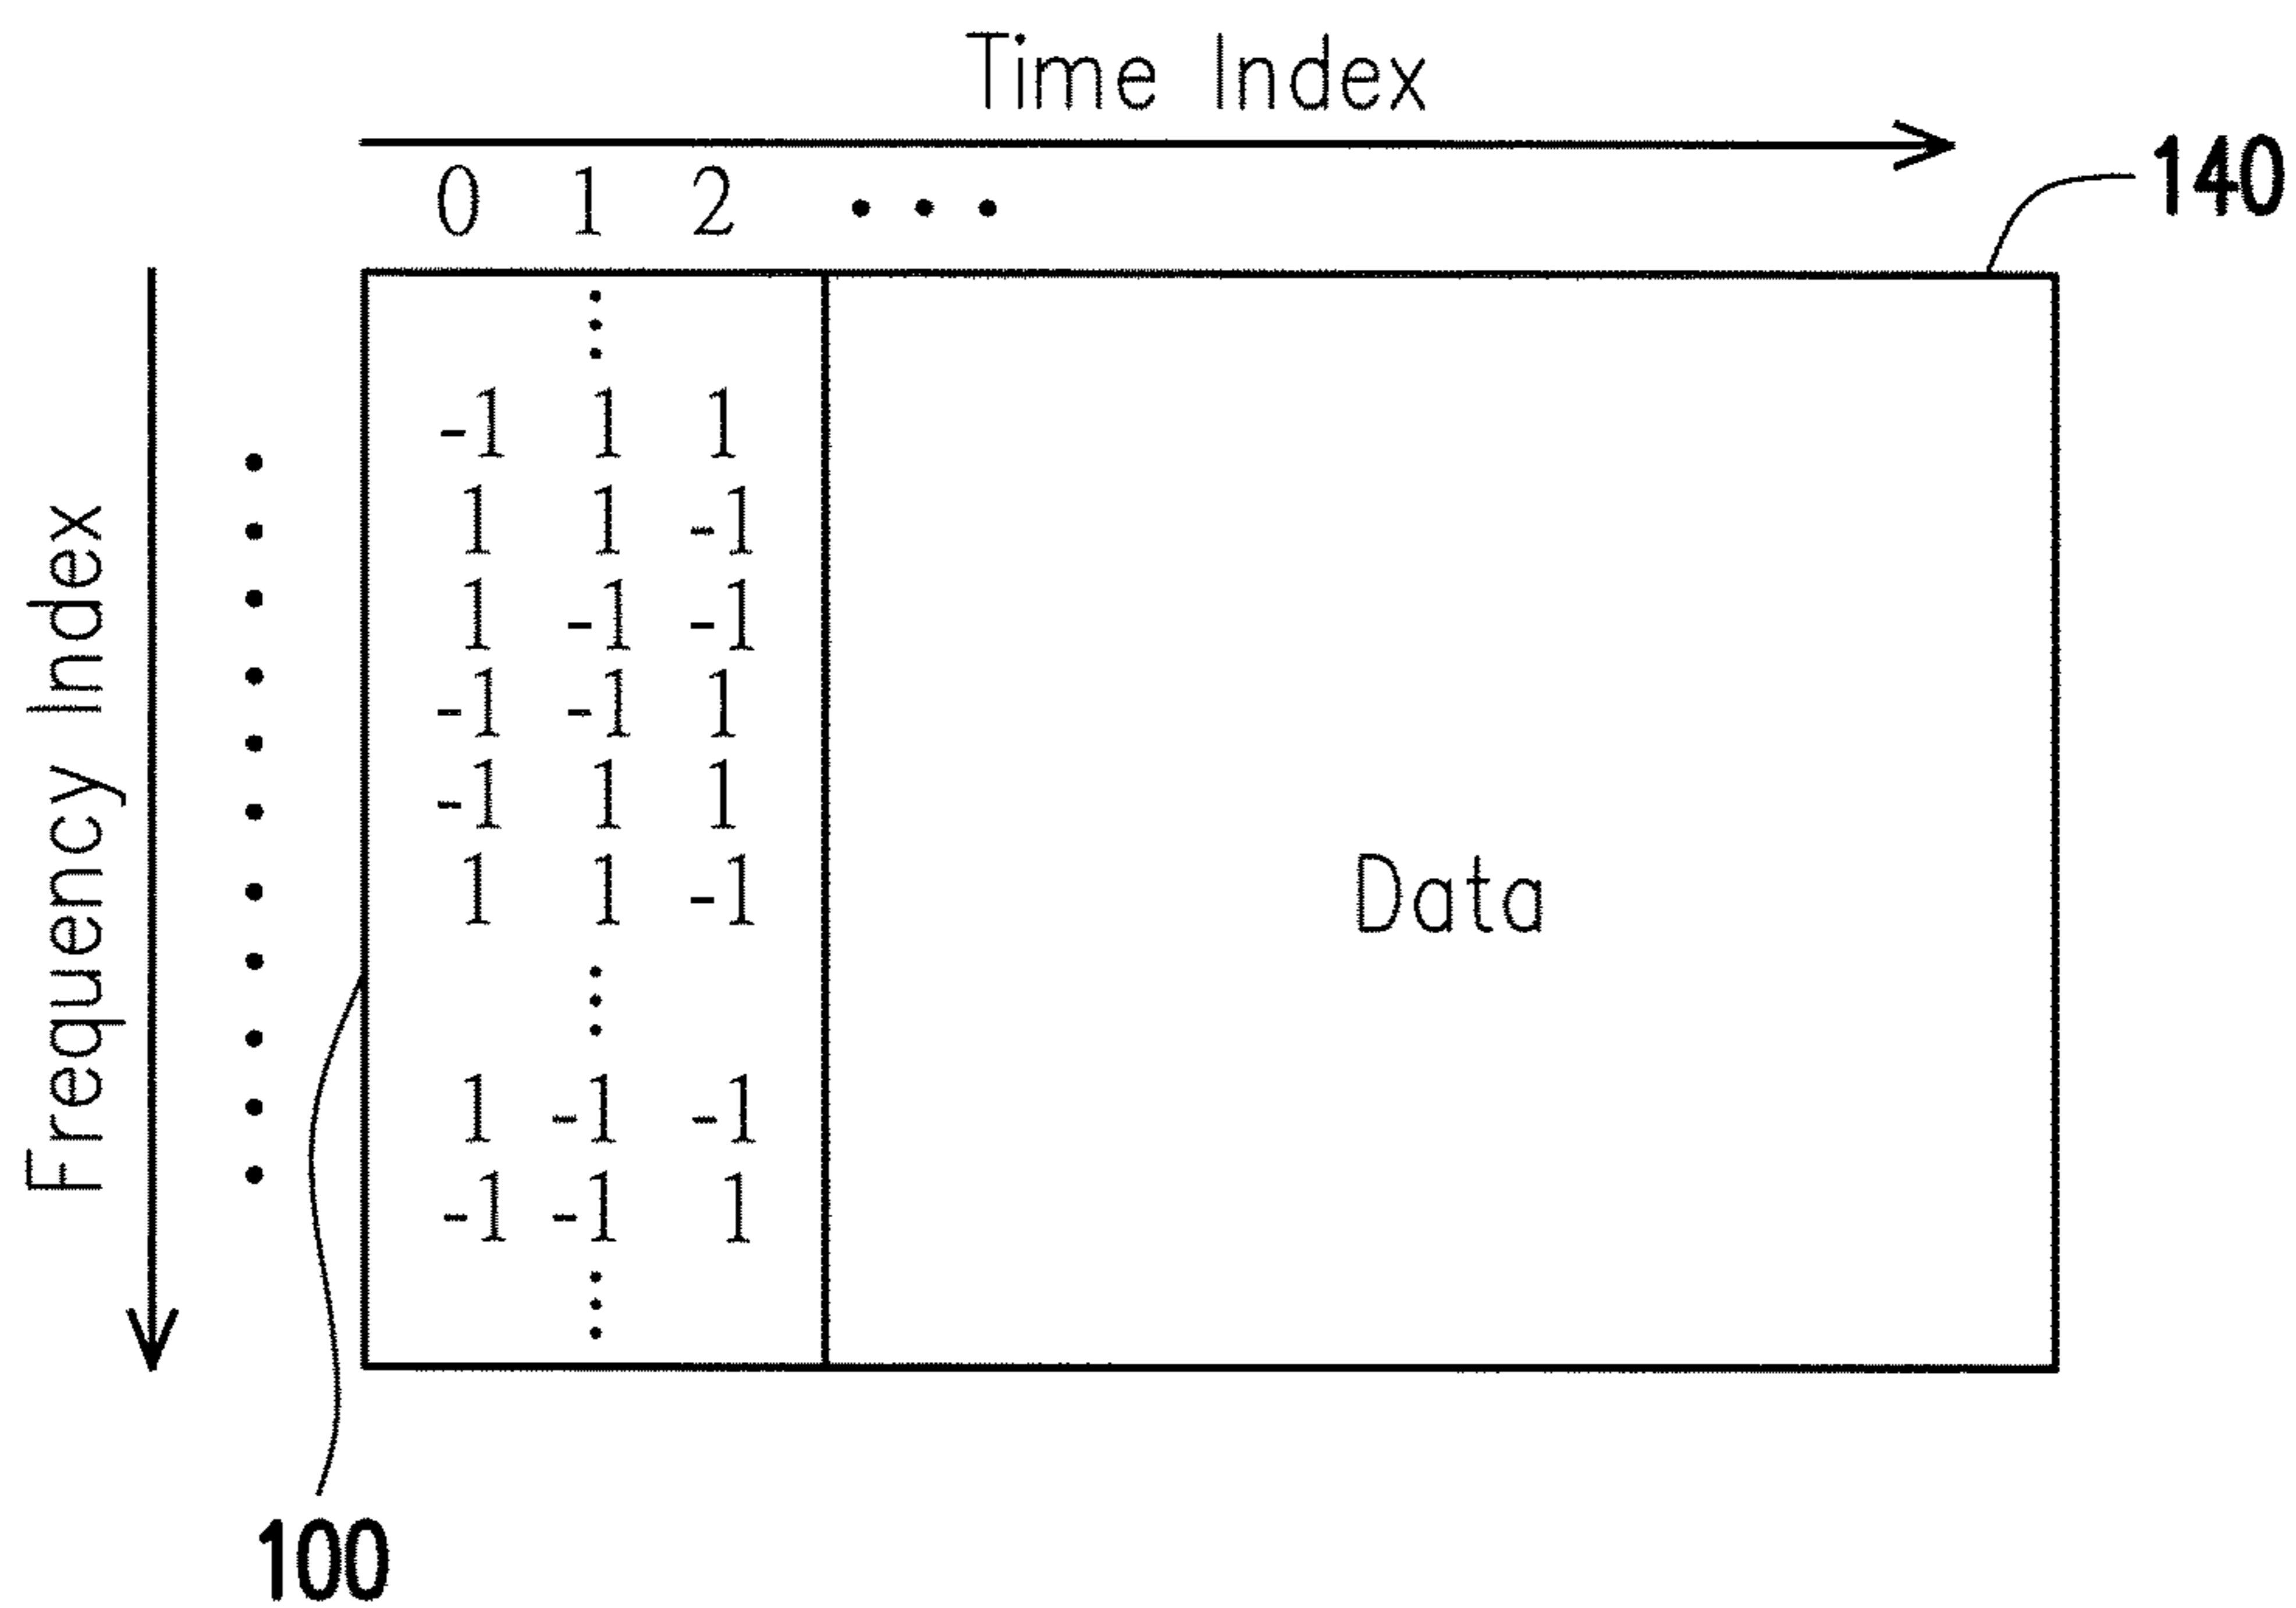 Time Index
0 1 2 • • •
140
Frequency Index
-1 1 1
1 1 -1
1 -1 -1
-1 -1 1
-1 1 1
1 1 -1
Data
1 -1 -1
-1 -1 1
100